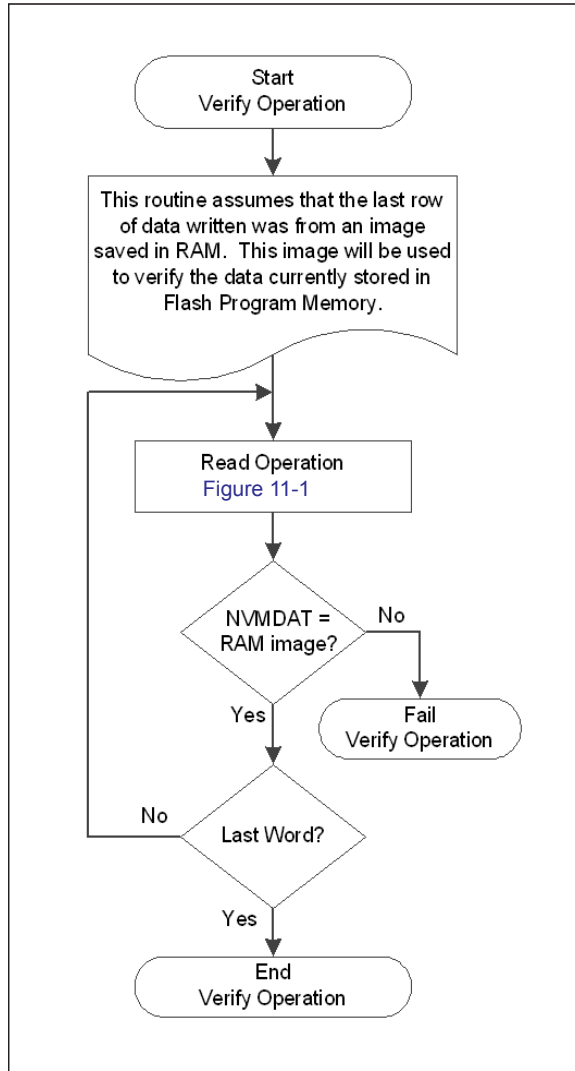 Start
Verify Operation
This routine assumes that the last row
of data written was from an image
saved in RAM. This image will be used
to verify the data currently stored in
Flash Program Memory.
Read Operation
Figure 11-1
NVMDAT =
RAM image?
No
Yes
Fail
Verify Operation
No
Last Word?
Yes
End
Verify Operation